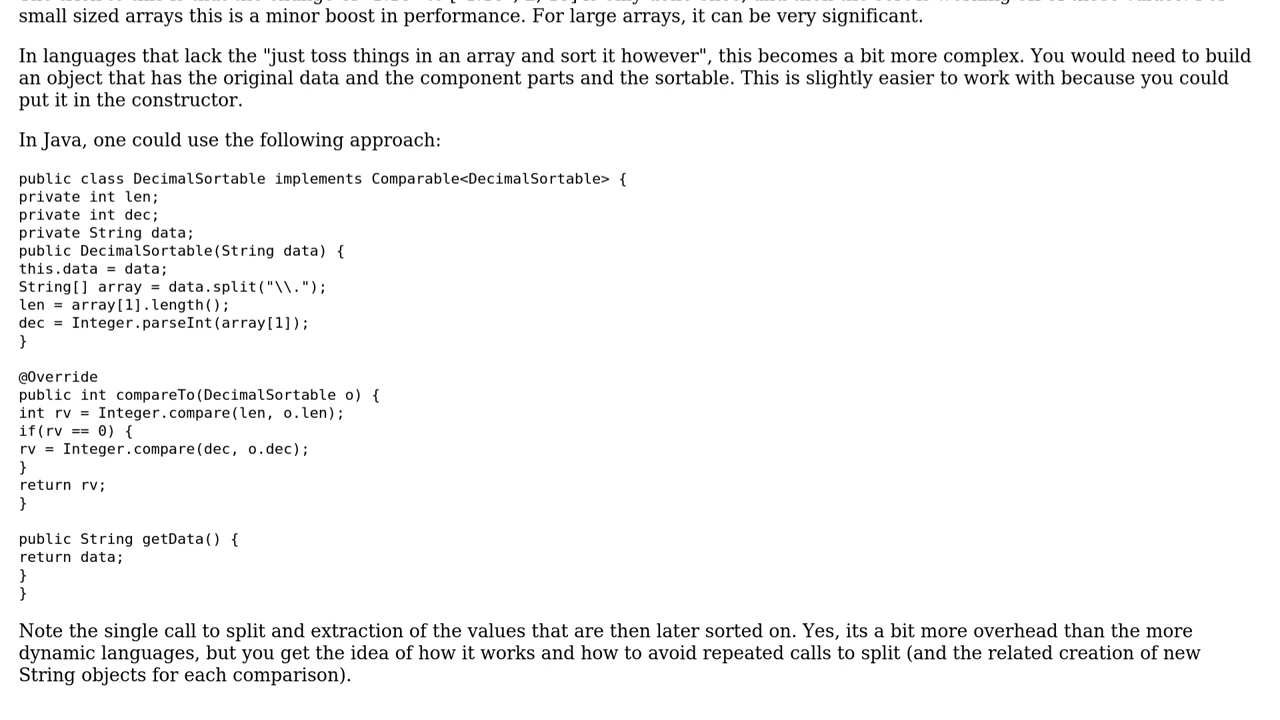 small sized arrays this is a minor boost in performance. For large arrays, it can be very significant.
In languages that lack the "just toss things in an array and sort it however", this becomes a bit more complex. You would need to build
an object that has the original data and the component parts and the sortable. This is slightly easier to work with because you could
put it in the constructor.
In Java, one could use the following approach:
public class DecimalSortable implements Comparable<DecimalSortable> {
private int len;
private int dec;
private String data;
public DecimalSortable(String data) {
this.data = data;
String[] array = data.split("\\.");
len = array[1].length();
dec = Integer.parseInt(array[1]);
}
@Override
public int compareTo(DecimalSortable o) {
int rv = Integer.compare(len, o.len);
if(rv == 0) {
rv = Integer.compare(dec, o.dec);
}
return rv;
}
public String getData() {
return data;
}
}
Note the single call to split and extraction of the values that are then later sorted on. Yes, its a bit more overhead than the more
dynamic languages, but you get the idea of how it works and how to avoid repeated calls to split (and the related creation of new
String objects for each comparison).